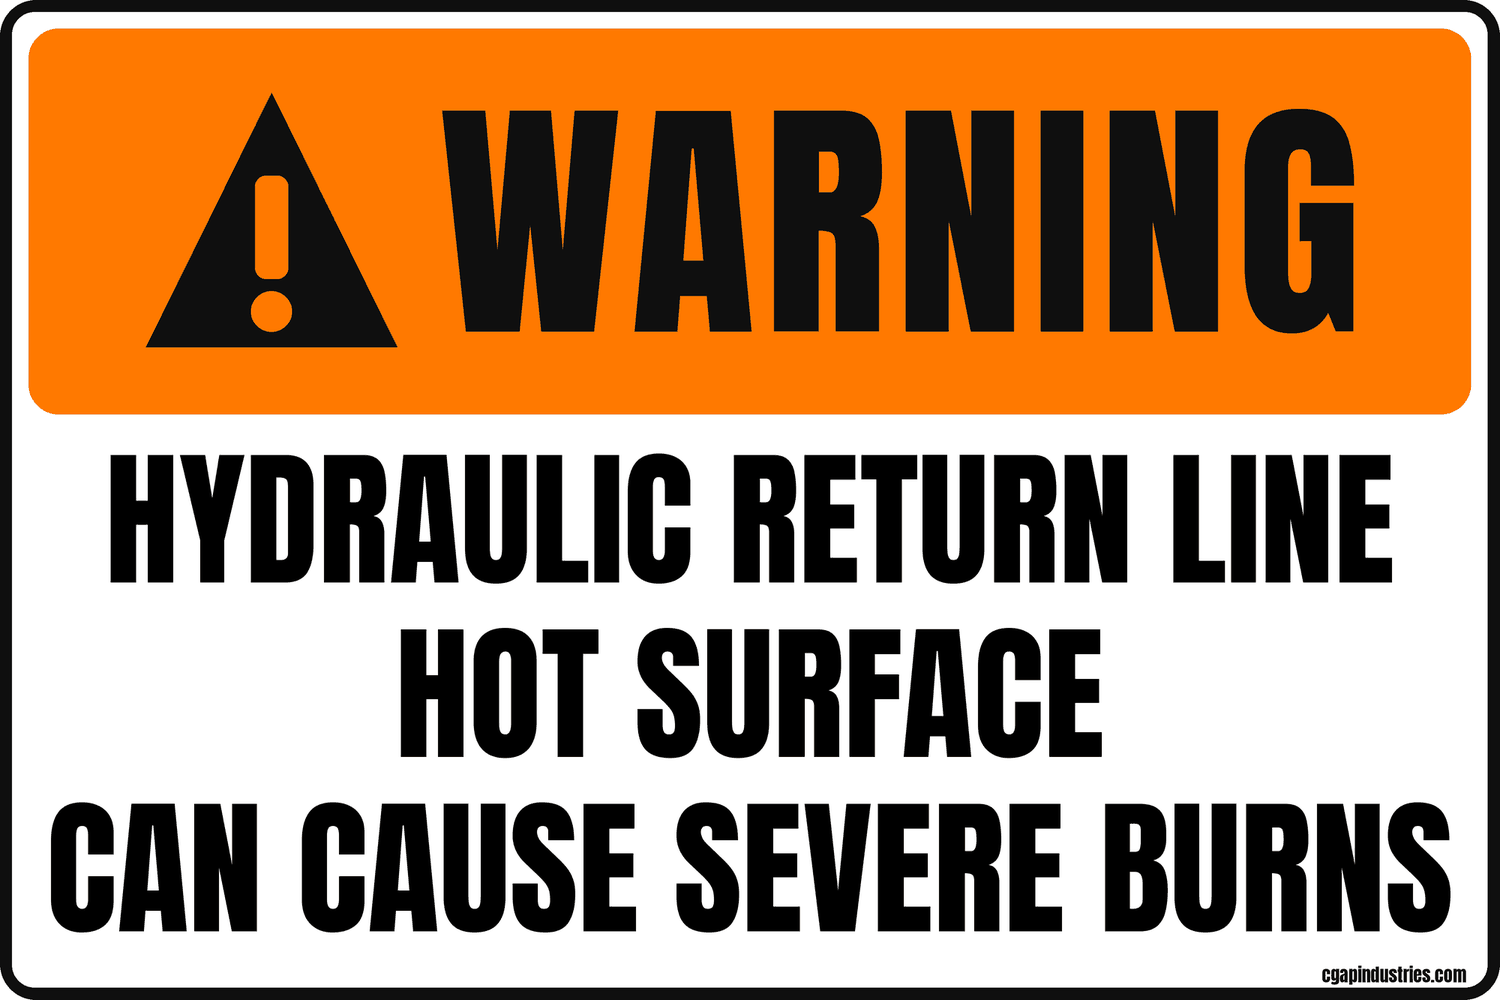 WARNING
HYDRAULIC RETURN LINE
HOT SURFACE
CAN CAUSE SEVERE BURNS
cgapindustries.com